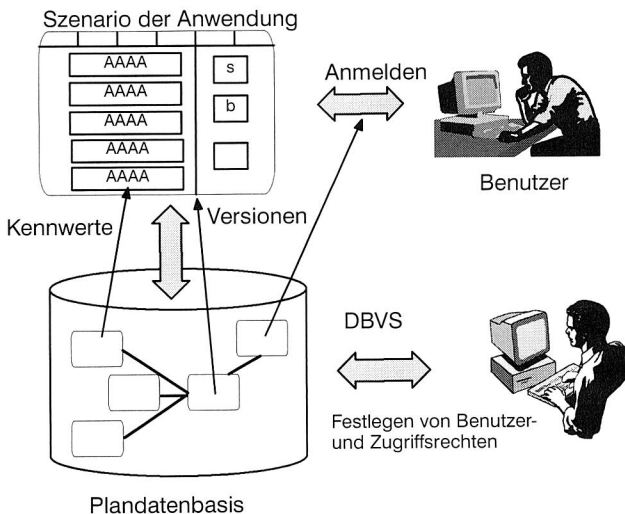 Szenario der Anwendung
AAAA
AAAA
AAAA
AAAA
AAAA
s
b
Anmelden
Benutzer
Kennwerte
Versionen
DBVS
Festlegen von Benutzer-
und Zugriffsrechten
Plandatenbasis